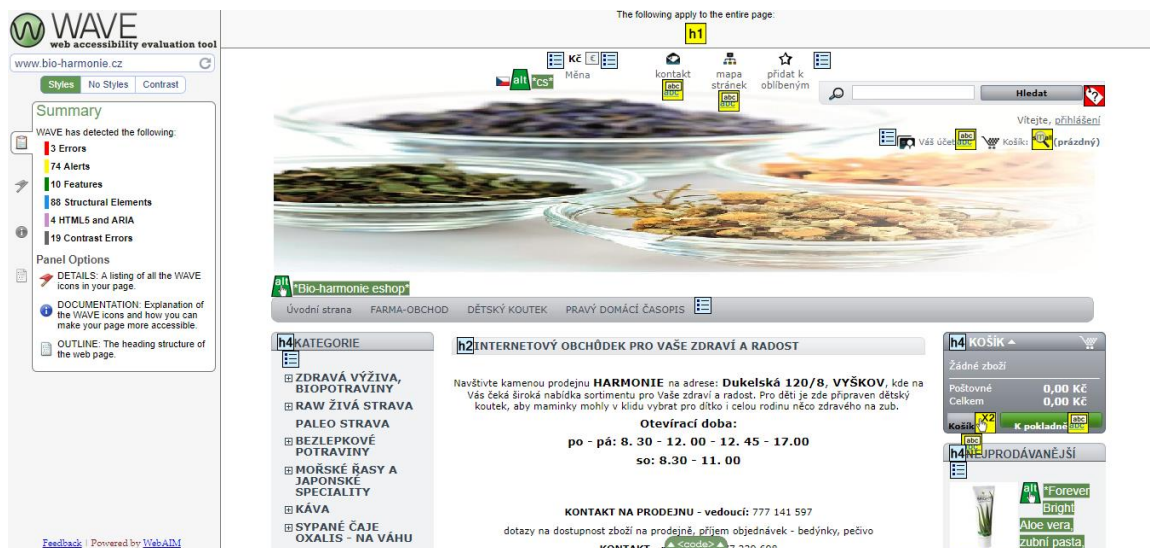 WAVE
web accessibility evaluation tool
www.bio-harmonie.cz
Styles No Styles Contrast
Summary
WAVE has detected the following:
3 Errors
74 Alerts
10 Features
88 Structural Elements
4 HTML5 and ARIA
19 Contrast Errors
Panel Options
DETAILS: A listing of all the WAVE
icons in your page.
DOCUMENTATION: Explanation of
the WAVE icons and how you can
make your page more accessible.
OUTLINE: The heading structure of
the web page.
Feedback | Powered by WebAIM
The following apply to the entire page:
h1
Kč €
Měna
alt *cs*
kontakt
mapa
stránek
přidat k
oblíbeným
Hledat
Vítejte, přihlášení
Váš účet Košík: (prázdný)
alt *Bio-harmonie eshop*
Úvodní strana FARMA-OBCHOD DĚTSKÝ KOUTEK PRAVÝ DOMÁCÍ ČASOPIS
h4 KATEGORIE
ZDRAVÁ VÝŽIVA,
BIOPOTRAVINY
RAW ŽIVÁ STRAVA
PALEO STRAVA
BEZLEPKOVÉ
POTRAVINY
MOŘSKÉ ŘASY A
JAPONSKÉ
SPECIALITY
KÁVA
SYPANÉ ČAJE
OXALIS - NA VÁHU
h2 INTERNETOVÝ OBCHŮDEK PRO VAŠE ZDRAVÍ A RADOST
Navštivte kamenou prodejnu HARMONIE na adrese: Dukelská 120/8, VYŠKOV, kde na
Vás čeká široká nabídka sortimentu pro Vaše zdraví a radost. Pro děti je zde připraven dětský
koutek, aby maminky mohly v klidu vybrat pro dítko i celou rodinu něco zdravého na zub.
Otevírací doba:
po - pá: 8. 30 - 12. 00 - 12. 45 - 17.00
so: 8.30 - 11. 00
KONTAKT NA PRODEJNU - vedoucí: 777 141 597
dotazy na dostupnost zboží na prodejně, příjem objednávek - bedýnky, pečivo
<code>
h4 KOŠÍK
Žádné zboží
Poštovné 0,00 Kč
Celkem 0,00 Kč
Košík X2 K pokladně
h4 NEJPRODÁVANĚJŠÍ
alt *Forever
Bright
Aloe vera,
zubní pasta,